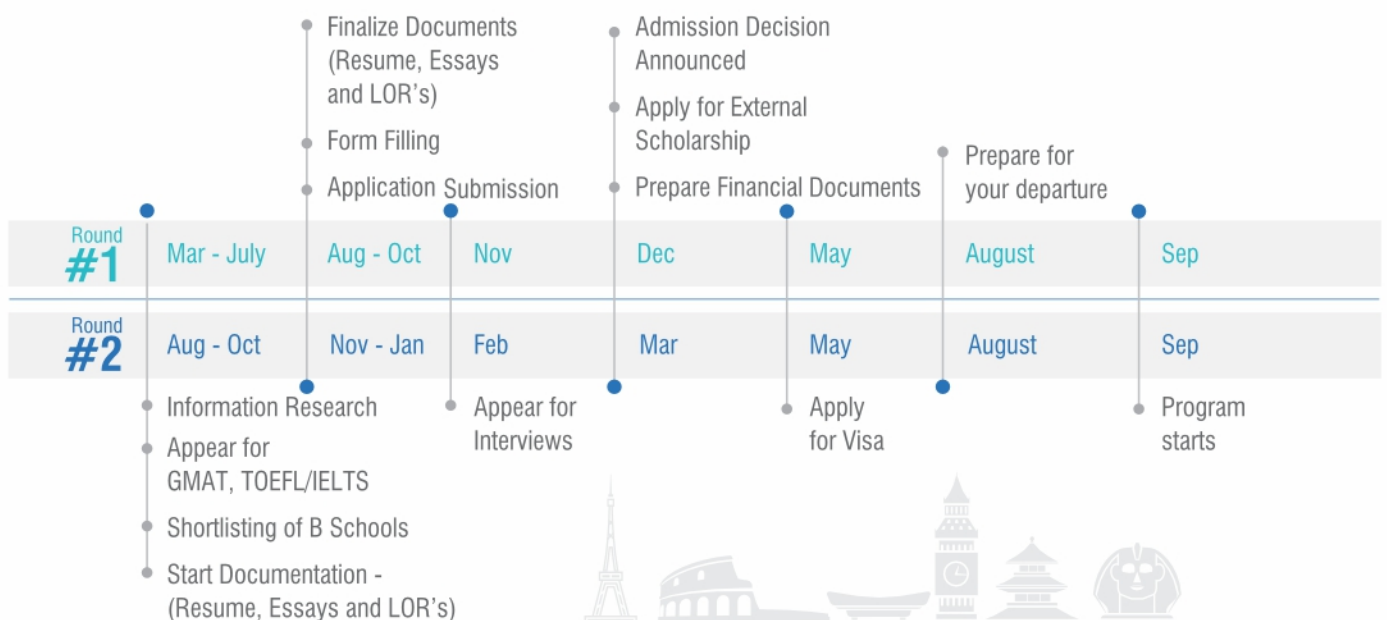 Finalize Documents
(Resume, Essays
and LOR's)
Form Filling
Application Submission
Admission Decision
Announced
Apply for External
Scholarship
Prepare Financial Documents
Prepare for
your departure
Round
#1
Mar - July
Aug - Oct
Nov
Dec
May
August
Sep
Round
#2
Aug - Oct
Nov - Jan
Feb
Mar
May
August
Sep
Information Research
Appear for
GMAT, TOEFL/IELTS
Shortlisting of B Schools
Start Documentation -
(Resume, Essays and LOR's)
Appear for
Interviews
Apply
for Visa
Program
starts